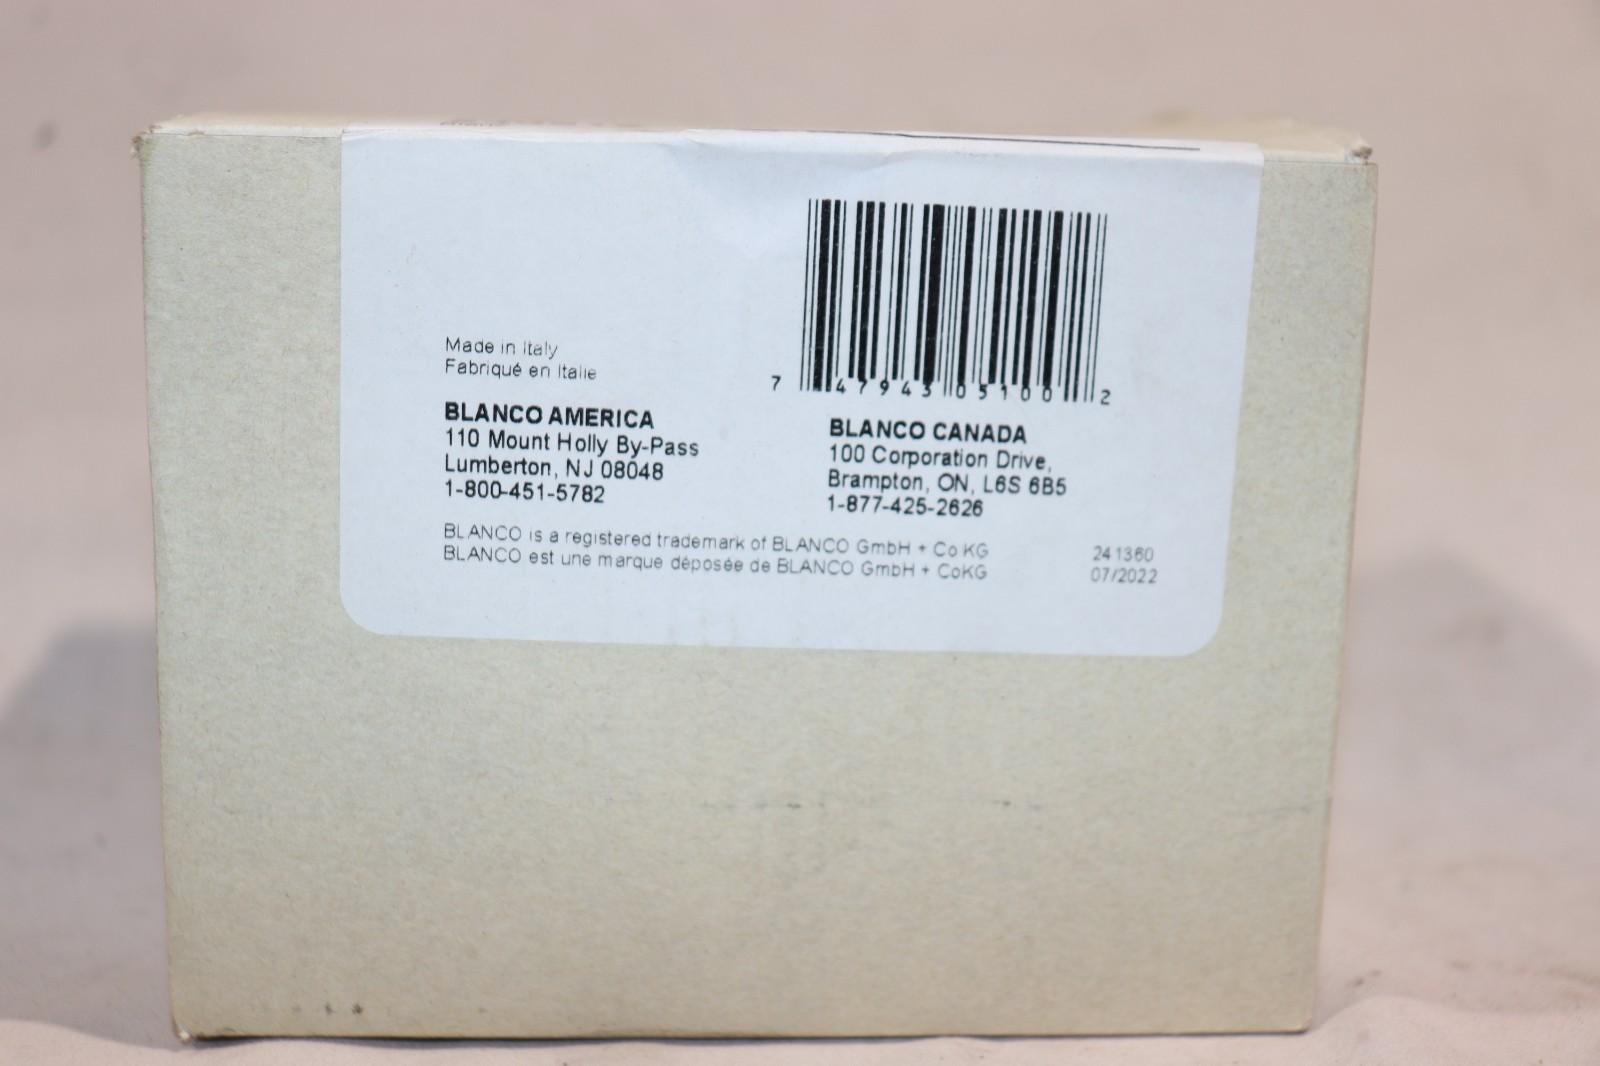 7 47943 05100 2
Made in Italy
Fabriqué en Italie
BLANCO AMERICA
110 Mount Holly By-Pass
Lumberton, NJ 08048
1-800-451-5782
BLANCO CANADA
100 Corporation Drive,
Brampton, ON, L6S 6B5
1-877-425-2626
BLANCO is a registered trademark of BLANCO GmbH + Co KG
BLANCO est une marque déposée de BLANCO GmbH + CoKG
241360
07/2022